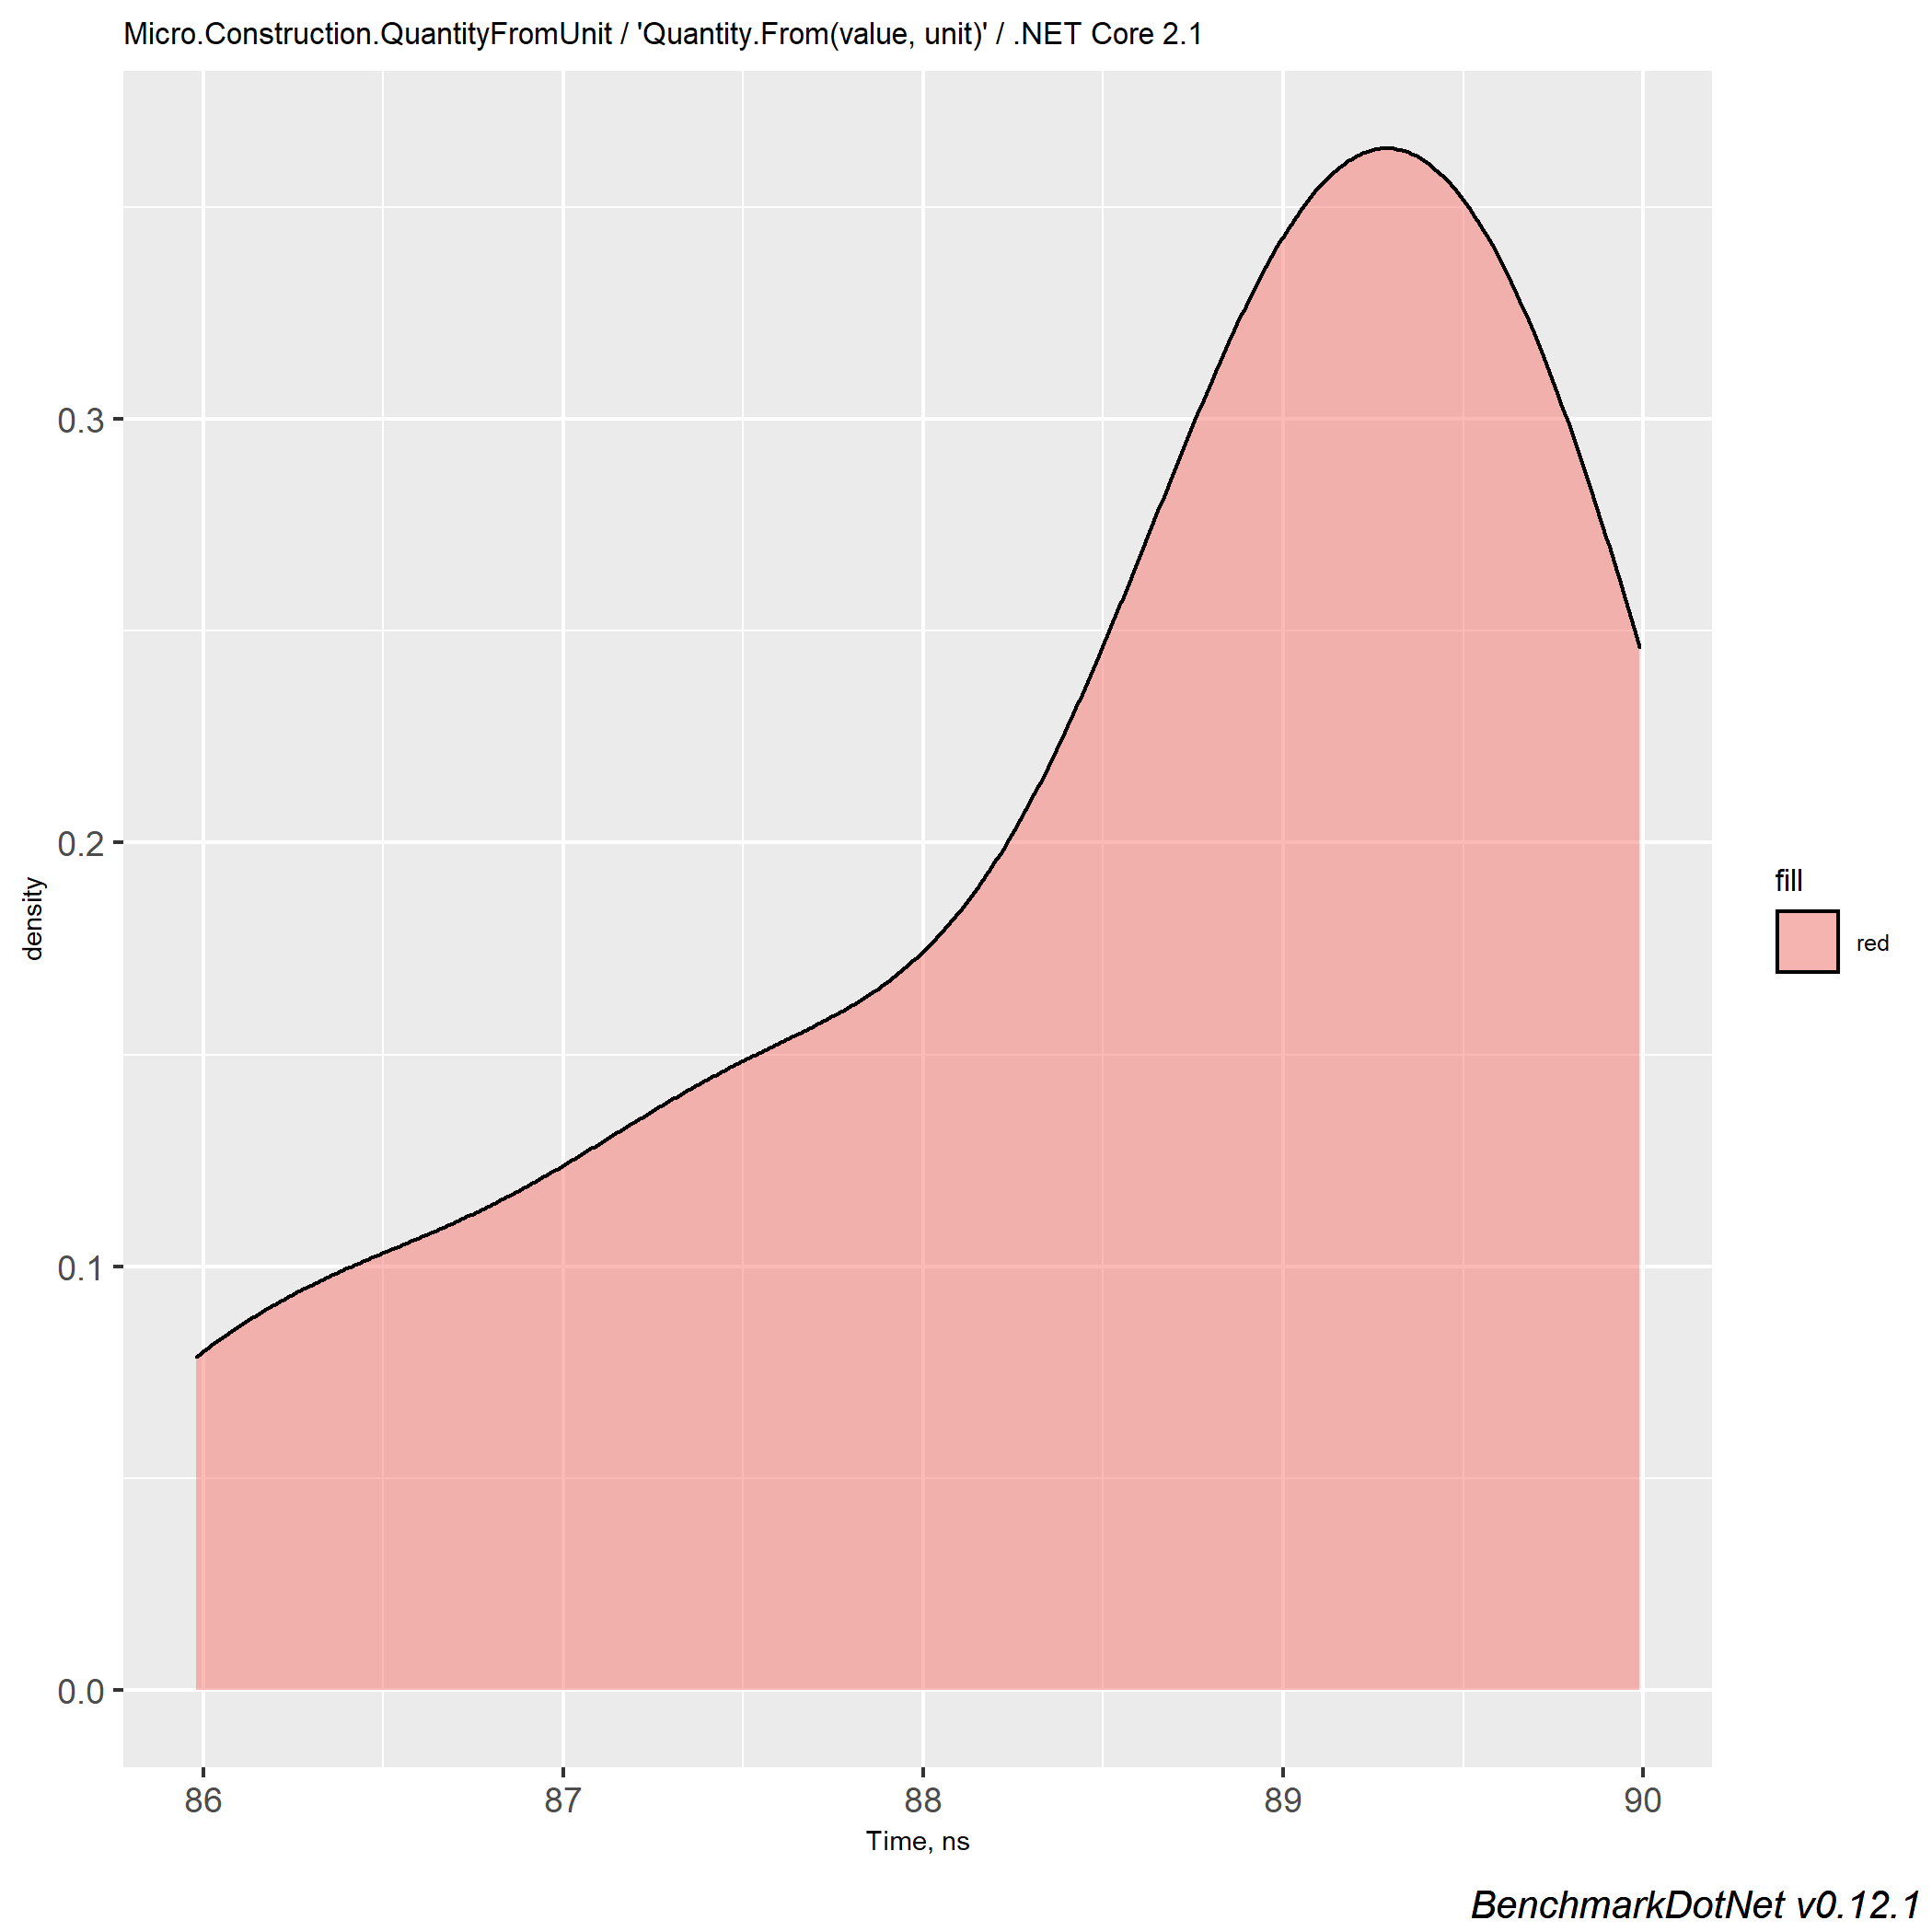 Micro.Construction.QuantityFromUnit / 'Quantity.From(value, unit)' / .NET Core 2.1
0.3
0.2
0.1
0.0
density
86 87 88 89 90
Time, ns
fill
red
BenchmarkDotNet v0.12.1